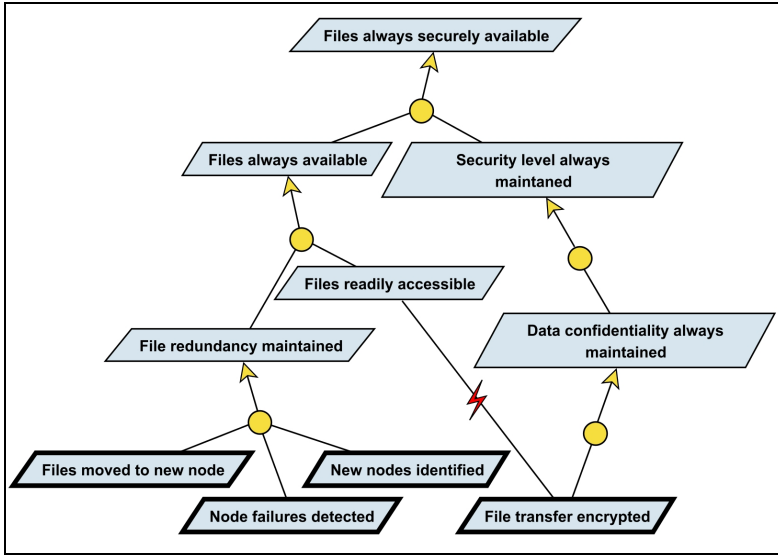 Files always securely available
Files always available
Security level always
maintaned
Files readily accessible
File redundancy maintained
Data confidentiality always
maintained
Files moved to new node
New nodes identified
Node failures detected
File transfer encrypted